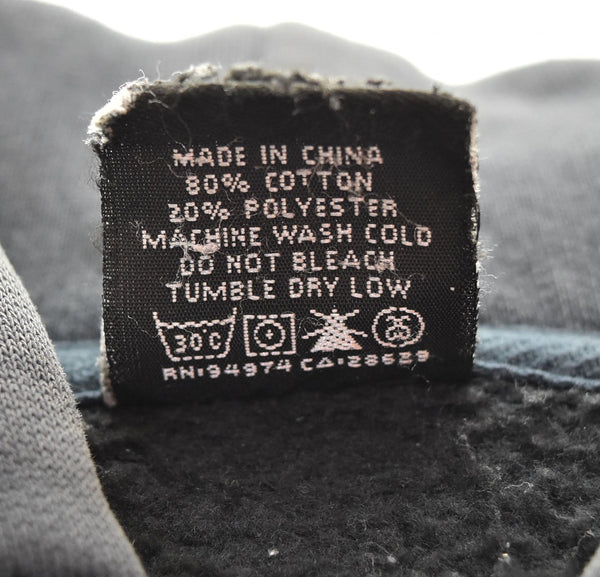 MADE IN CHINA
80% COTTON
20% POLYESTER
MACHINE WASH COLD
DO NOT BLEACH
TUMBLE DRY LOW
30C
RN:94974 CA:28629